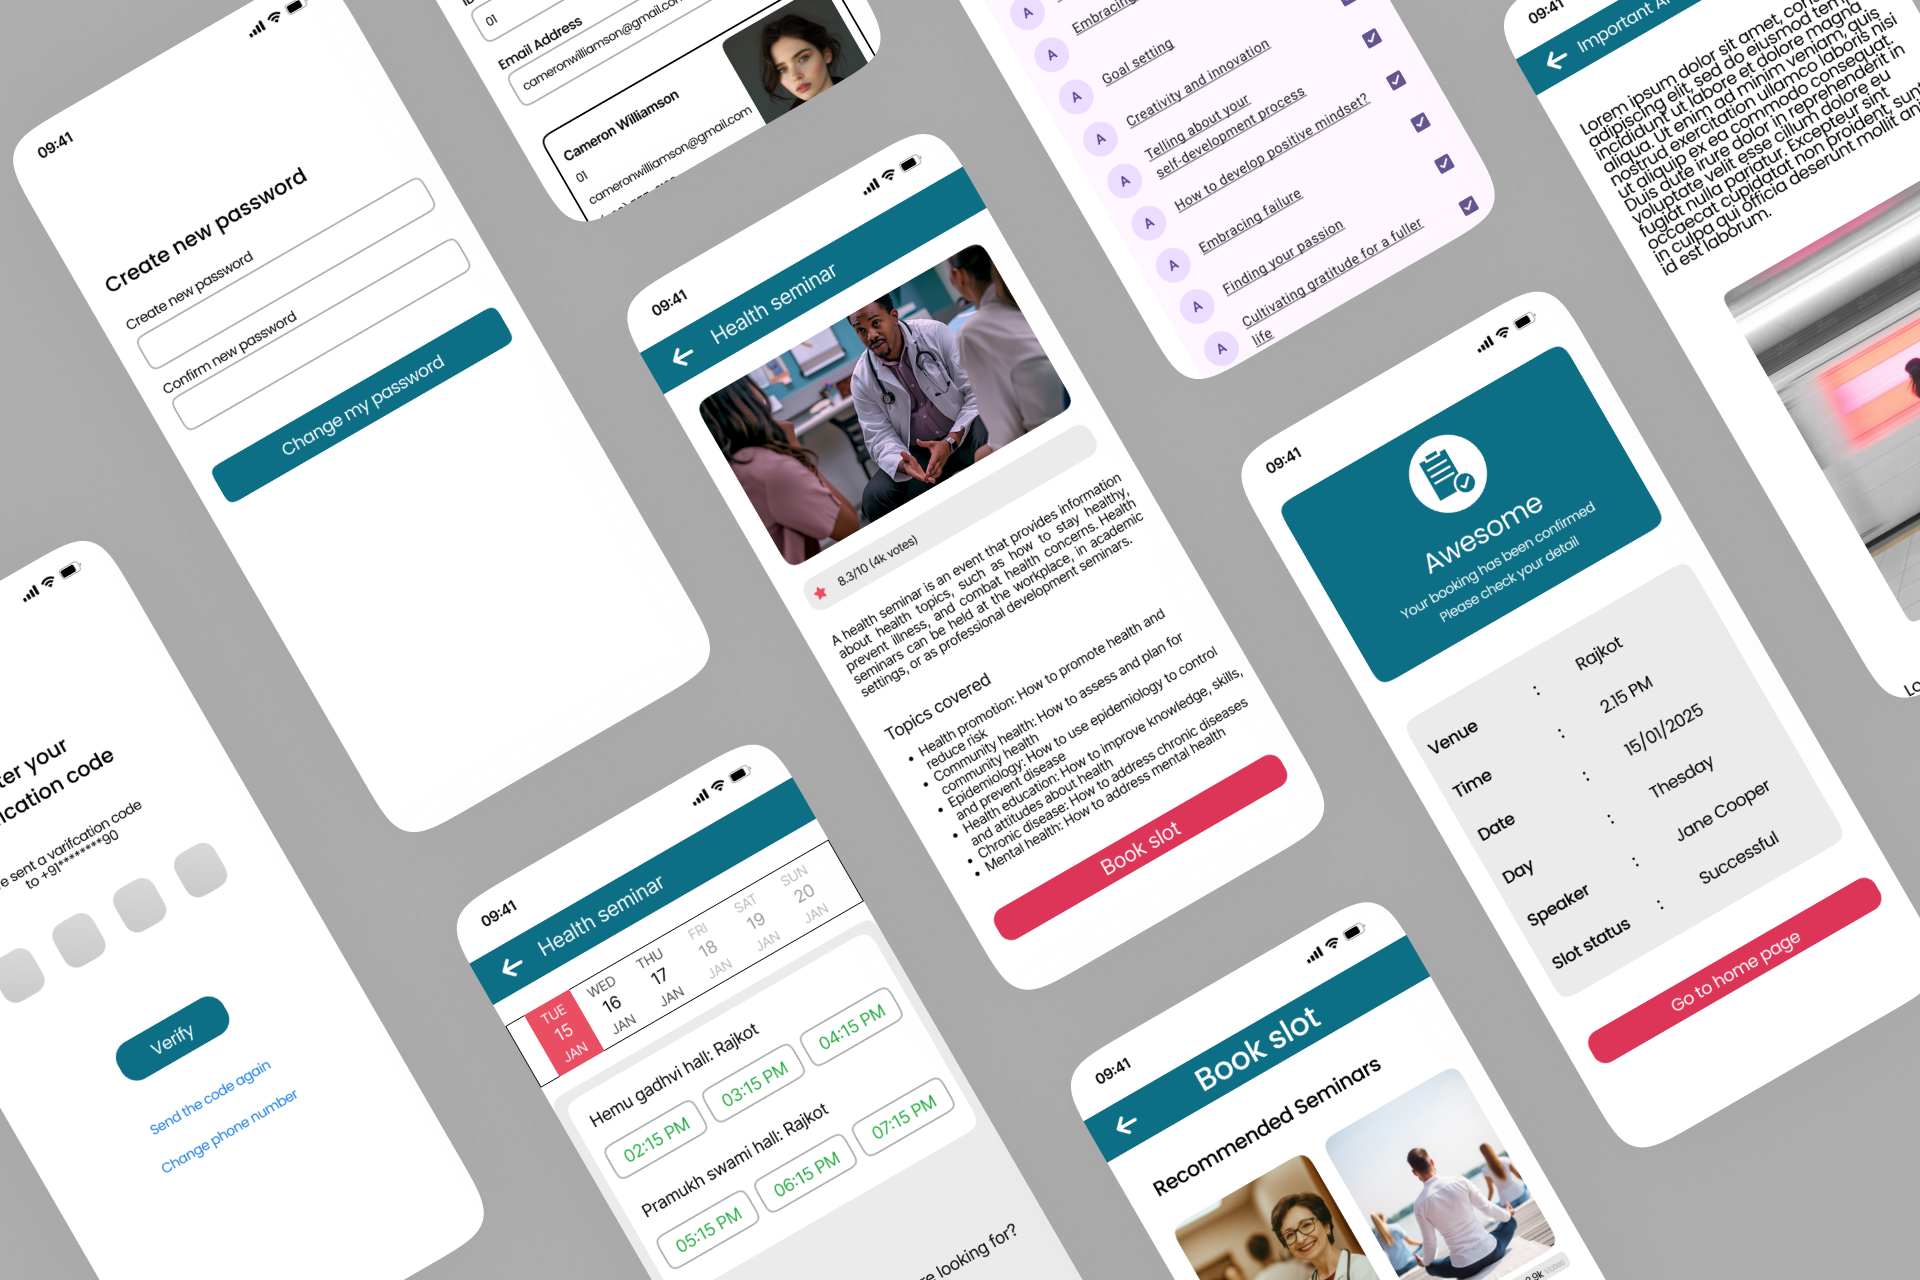 09:41
Create new password
Create new password
Confirm new password
Change my password
01
Email Address
cameronwilliamson@gmail.com
Cameron Williamson
01
cameronwilliamson@gmail.com
A
Embracing
A
A
Goal setting
A
Creativity and innovation
A
Telling about your
self-development process
A
How to develop positive mindset?
A
Embracing failure
A
Finding your passion
A
Cultivating gratitude for a fuller
life
09:41
Important
Lorem ipsum dolor sit amet, con
adipiscing elit, sed do eiusmod tem
incididunt ut labore et dolore magna
aliqua. Ut enim ad minim veniam, quis
nostrud exercitation ullamco laboris nisi
ut aliquip ex ea commodo consequat.
Duis aute irure dolor in reprehenderit in
voluptate velit esse cillum dolore eu
fugiat nulla pariatur. Excepteur sint
occaecat cupidatat non proident, sunt
in culpa qui officia deserunt mollit
id est laborum.
Lo
09:41
Health seminar
8.3/10 (4k votes)
A health seminar is an event that provides information
about health topics, such as how to stay healthy,
prevent illness, and combat health concerns. Health
seminars can be held at the workplace, in academic
settings, or as professional development seminars.
Topics covered
• Health promotion: How to promote health and
reduce risk
• Community health: How to assess and plan for
community health
• Epidemiology: How to use epidemiology to control
and prevent disease
• Health education: How to improve knowledge, skills,
and attitudes about health
• Chronic disease: How to address chronic diseases
• Mental health: How to address mental health
Book slot
09:41
Awesome
Your booking has been confirmed
Please check your detail
Venue : Rajkot
Time : 2.15 PM
Date : 15/01/2025
Day : Thesday
Speaker : Jane Cooper
Slot status : Successful
Go to home page
ter your
ication code
e sent a varifcation code
to +91********90
Verify
Send the code again
Change phone number
09:41
Health seminar
TUE
15
JAN
WED
16
JAN
THU
17
JAN
FRI
18
JAN
SAT
19
JAN
SUN
20
JAN
Hemu gadhvi hall: Rajkot
02:15 PM
03:15 PM
04:15 PM
Pramukh swami hall: Rajkot
05:15 PM
06:15 PM
07:15 PM
re looking for?
09:41
Book slot
Recommended Seminars
2.9k Votes